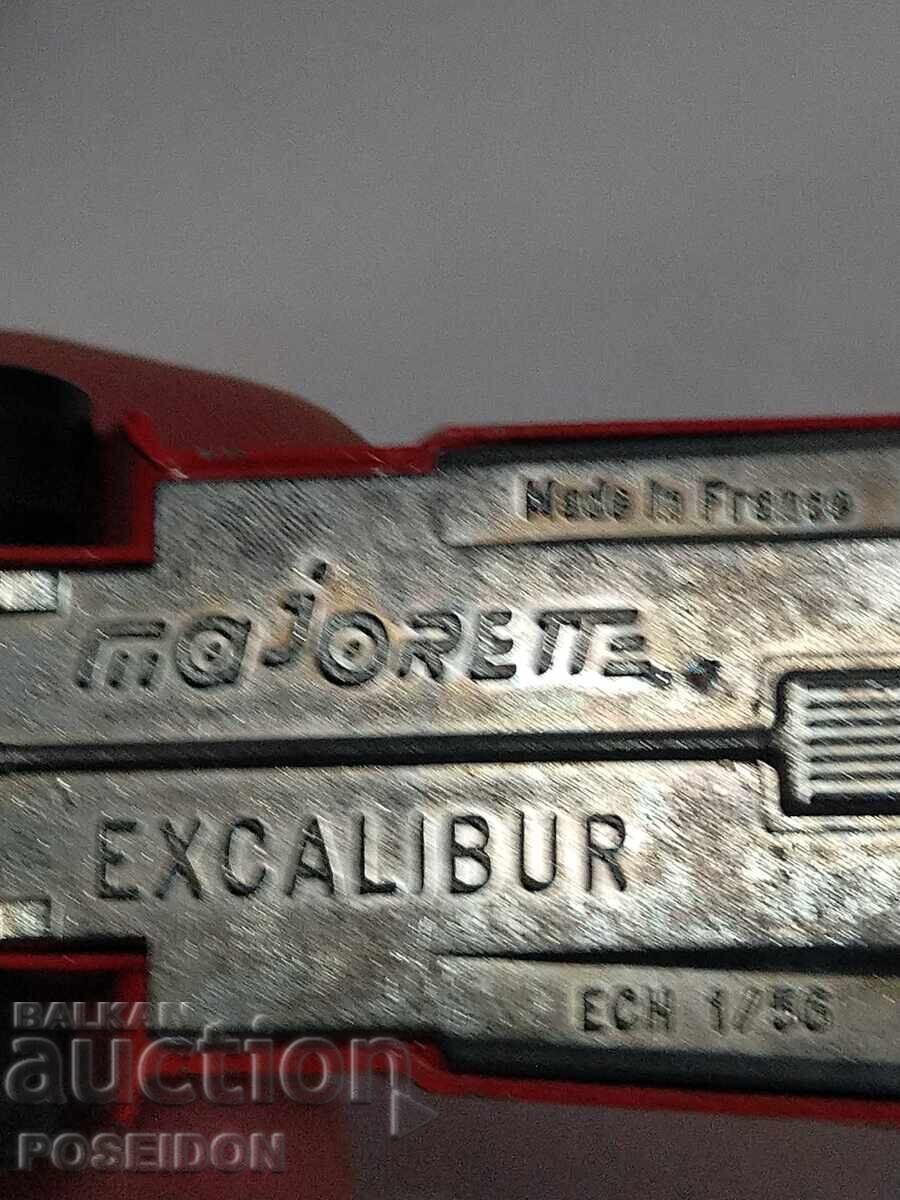 Made in France
majorette
EXCALIBUR
ECH 1/56
BALKAN
auction
POSEIDON